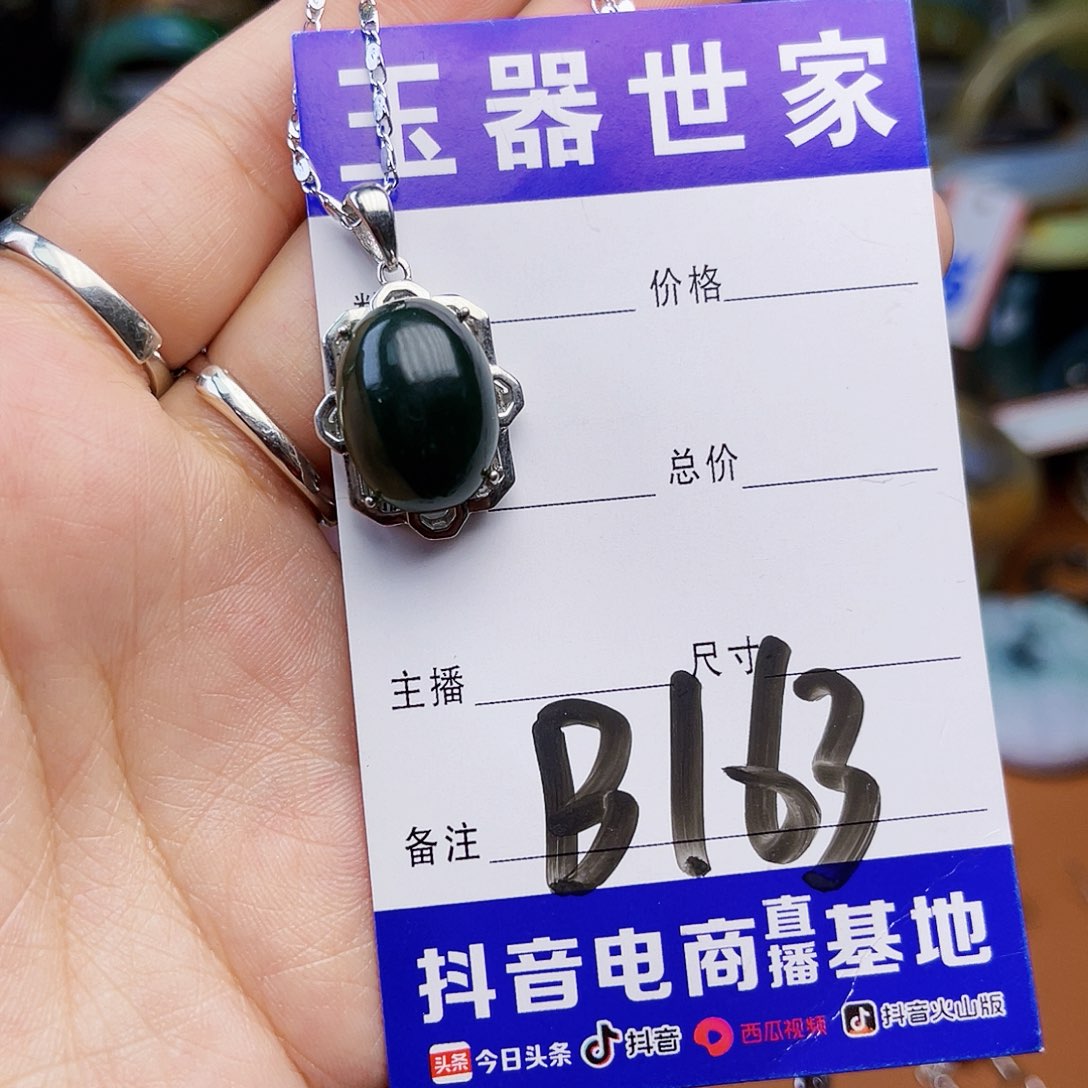 玉器世家
价格
总价
主播 尺寸
B163
备注
抖音电商直播基地
头条 今日头条 抖音 西瓜视频 抖音火山版